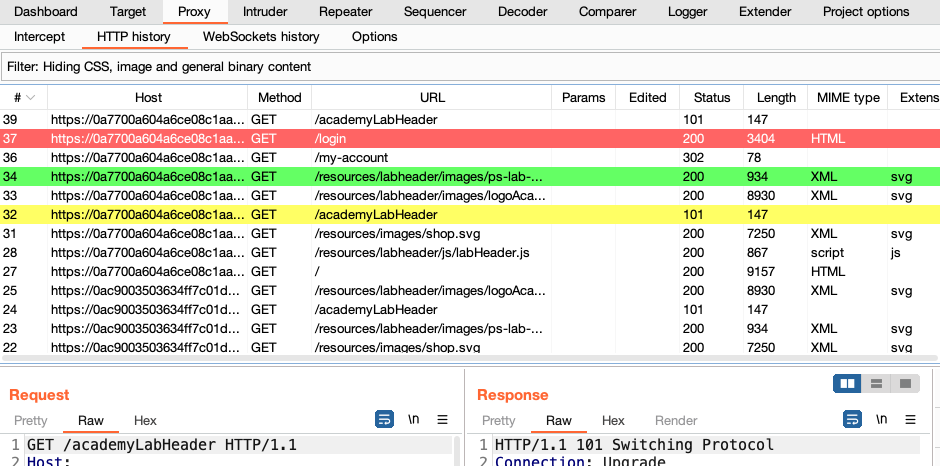 Dashboard Target Proxy Intruder Repeater Sequencer Decoder Comparer Logger Extender Project options
Intercept HTTP history WebSockets history Options
Filter: Hiding CSS, image and general binary content
# Host Method URL Params Edited Status Length MIME type Extens
39 https://0a7700a604a6ce08c1aa... GET /academyLabHeader 101 147
37 https://0a7700a604a6ce08c1aa... GET /login 200 3404 HTML
36 https://0a7700a604a6ce08c1aa... GET /my-account 302 78
34 https://0a7700a604a6ce08c1aa... GET /resources/labheader/images/ps-lab-... 200 934 XML svg
33 https://0a7700a604a6ce08c1aa... GET /resources/labheader/images/logoAca... 200 8930 XML svg
32 https://0a7700a604a6ce08c1aa... GET /academyLabHeader 101 147
31 https://0a7700a604a6ce08c1aa... GET /resources/images/shop.svg 200 7250 XML svg
28 https://0a7700a604a6ce08c1aa... GET /resources/labheader/js/labHeader.js 200 867 script js
27 https://0a7700a604a6ce08c1aa... GET / 200 9157 HTML
25 https://0ac9003503634ff7c01d... GET /resources/labheader/images/logoAca... 200 8930 XML svg
24 https://0ac9003503634ff7c01d... GET /academyLabHeader 101 147
23 https://0ac9003503634ff7c01d... GET /resources/labheader/images/ps-lab-... 200 934 XML svg
22 https://0ac9003503634ff7c01d... GET /resources/images/shop.svg 200 7250 XML svg
Request
Pretty Raw Hex \n
1 GET /academyLabHeader HTTP/1.1
2 Host:
Response
Pretty Raw Hex Render \n
1 HTTP/1.1 101 Switching Protocol
2 Connection: Upgrade